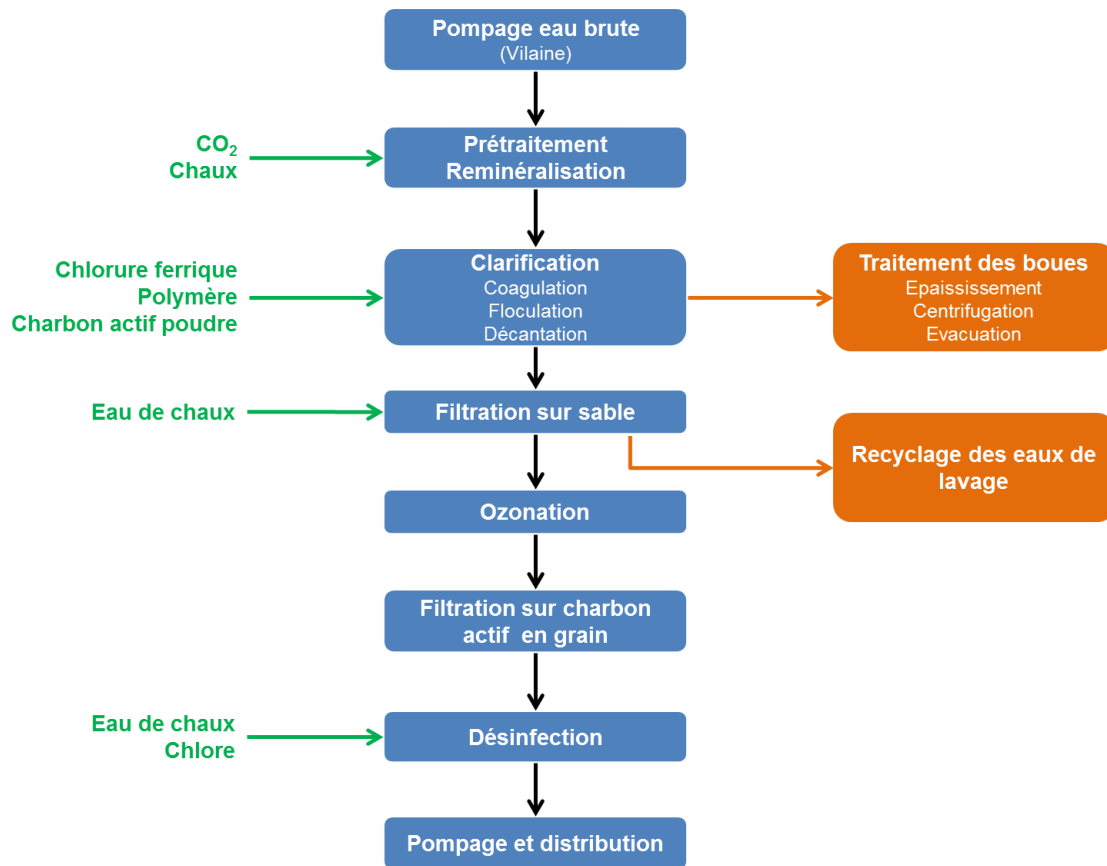 Pompage eau brute
(Vilaine)
CO₂
Chaux
Prétraitement
Reminéralisation
Chlorure ferrique
Polymère
Charbon actif poudre
Clarification
Coagulation
Floculation
Décantation
Traitement des boues
Epaississement
Centrifugation
Evacuation
Eau de chaux
Filtration sur sable
Recyclage des eaux de
lavage
Ozonation
Filtration sur charbon
actif en grain
Eau de chaux
Chlore
Désinfection
Pompage et distribution